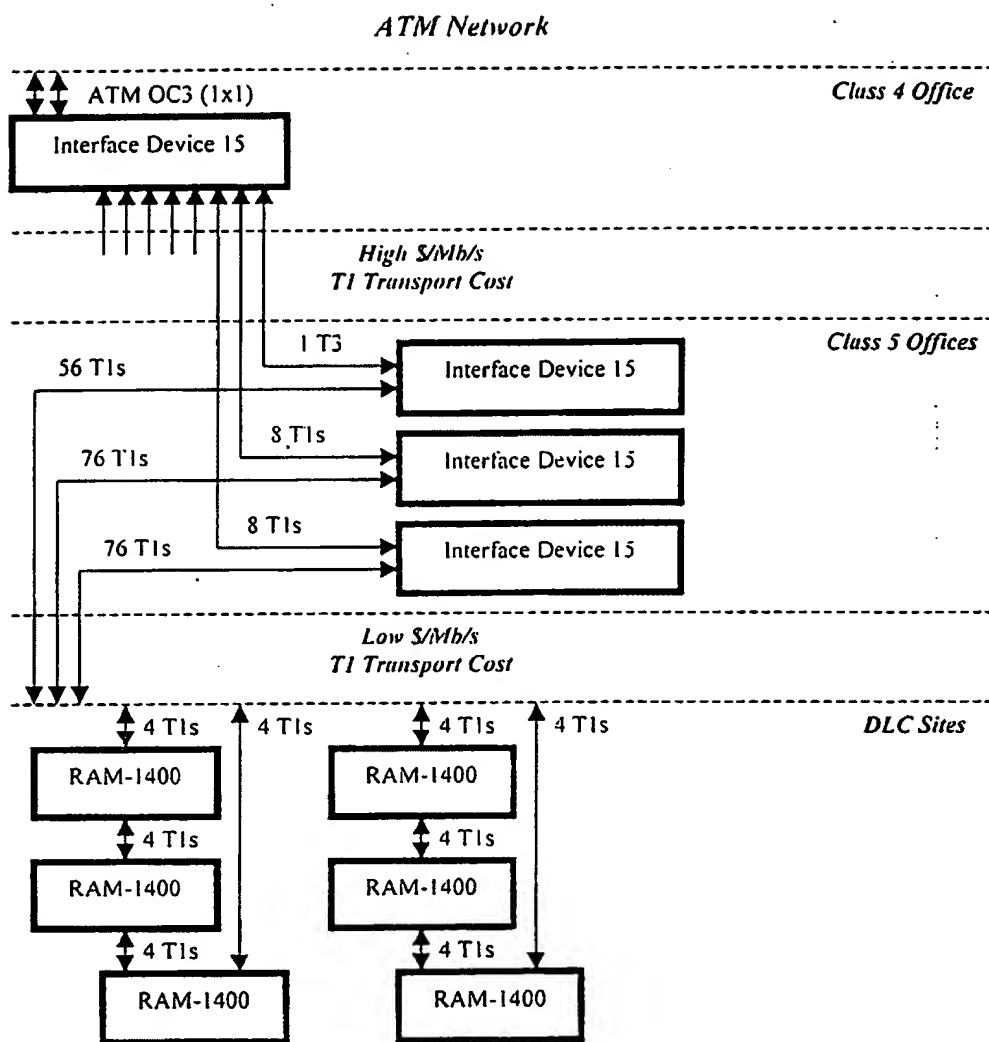 ATM Network
ATM OC3 (1x1)
Class 4 Office
Interface Device 15
High $/Mb/s
T1 Transport Cost
Class 5 Offices
1 T3
Interface Device 15
56 T1s
8 T1s
Interface Device 15
76 T1s
8 T1s
Interface Device 15
76 T1s
Low $/Mb/s
T1 Transport Cost
DLC Sites
4 T1s
4 T1s
4 T1s
4 T1s
RAM-1400
RAM-1400
4 T1s
4 T1s
RAM-1400
RAM-1400
4 T1s
4 T1s
RAM-1400
RAM-1400